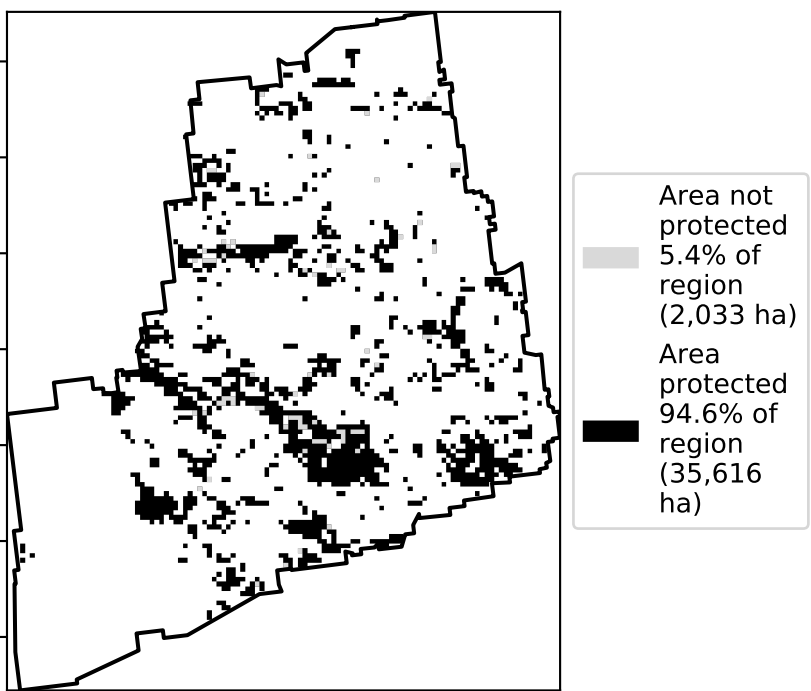 Area not
protected
5.4% of
region
(2,033 ha)
Area
protected
94.6% of
region
(35,616
ha)